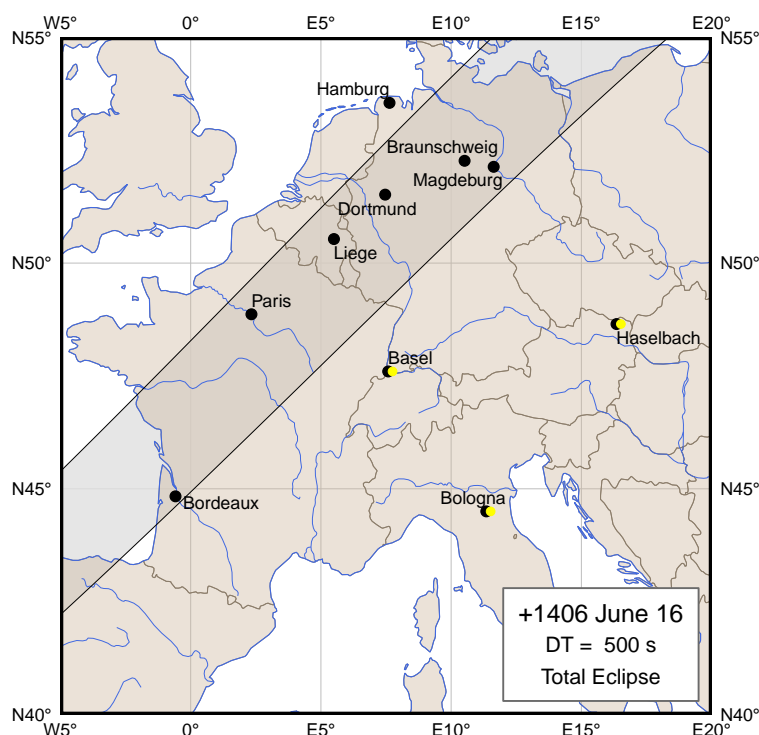 W5° 0° E5° E10° E15° E20°
N55° N55°
Hamburg
Braunschweig
Magdeburg
Dortmund
N50° Liege N50°
Paris
Haselbach
Basel
N45° Bologna N45°
Bordeaux
+1406 June 16
DT = 500 s
Total Eclipse
N40° N40°
W5° 0° E5° E10° E15° E20°